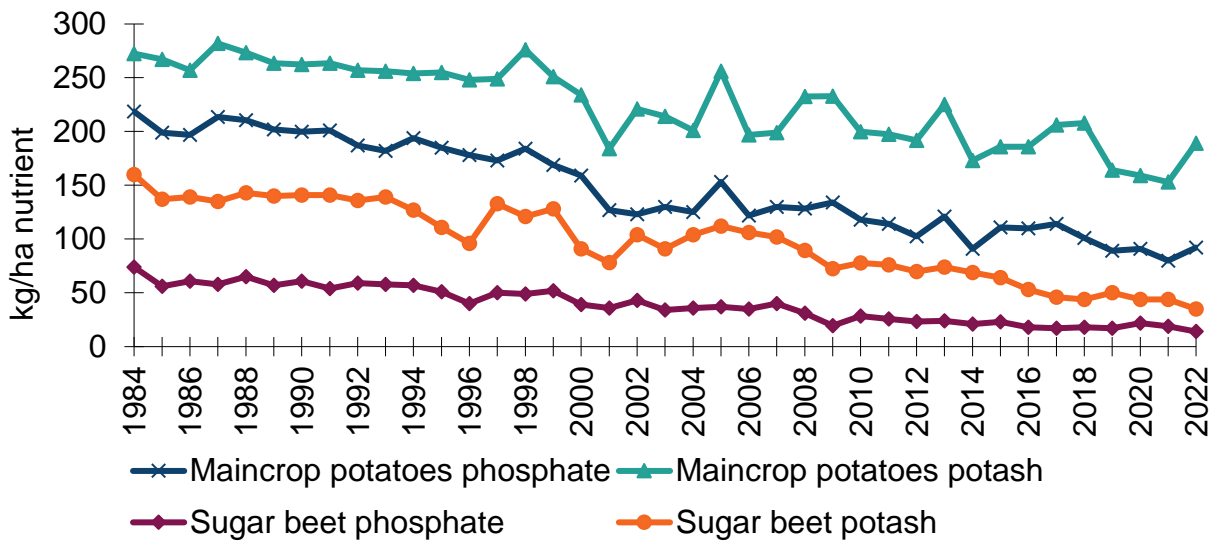 300
250
200
150
100
50
0
kg/ha nutrient
1984 1986 1988 1990 1992 1994 1996 1998 2000 2002 2004 2006 2008 2010 2012 2014 2016 2018 2020 2022
Maincrop potatoes phosphate Maincrop potatoes potash
Sugar beet phosphate Sugar beet potash